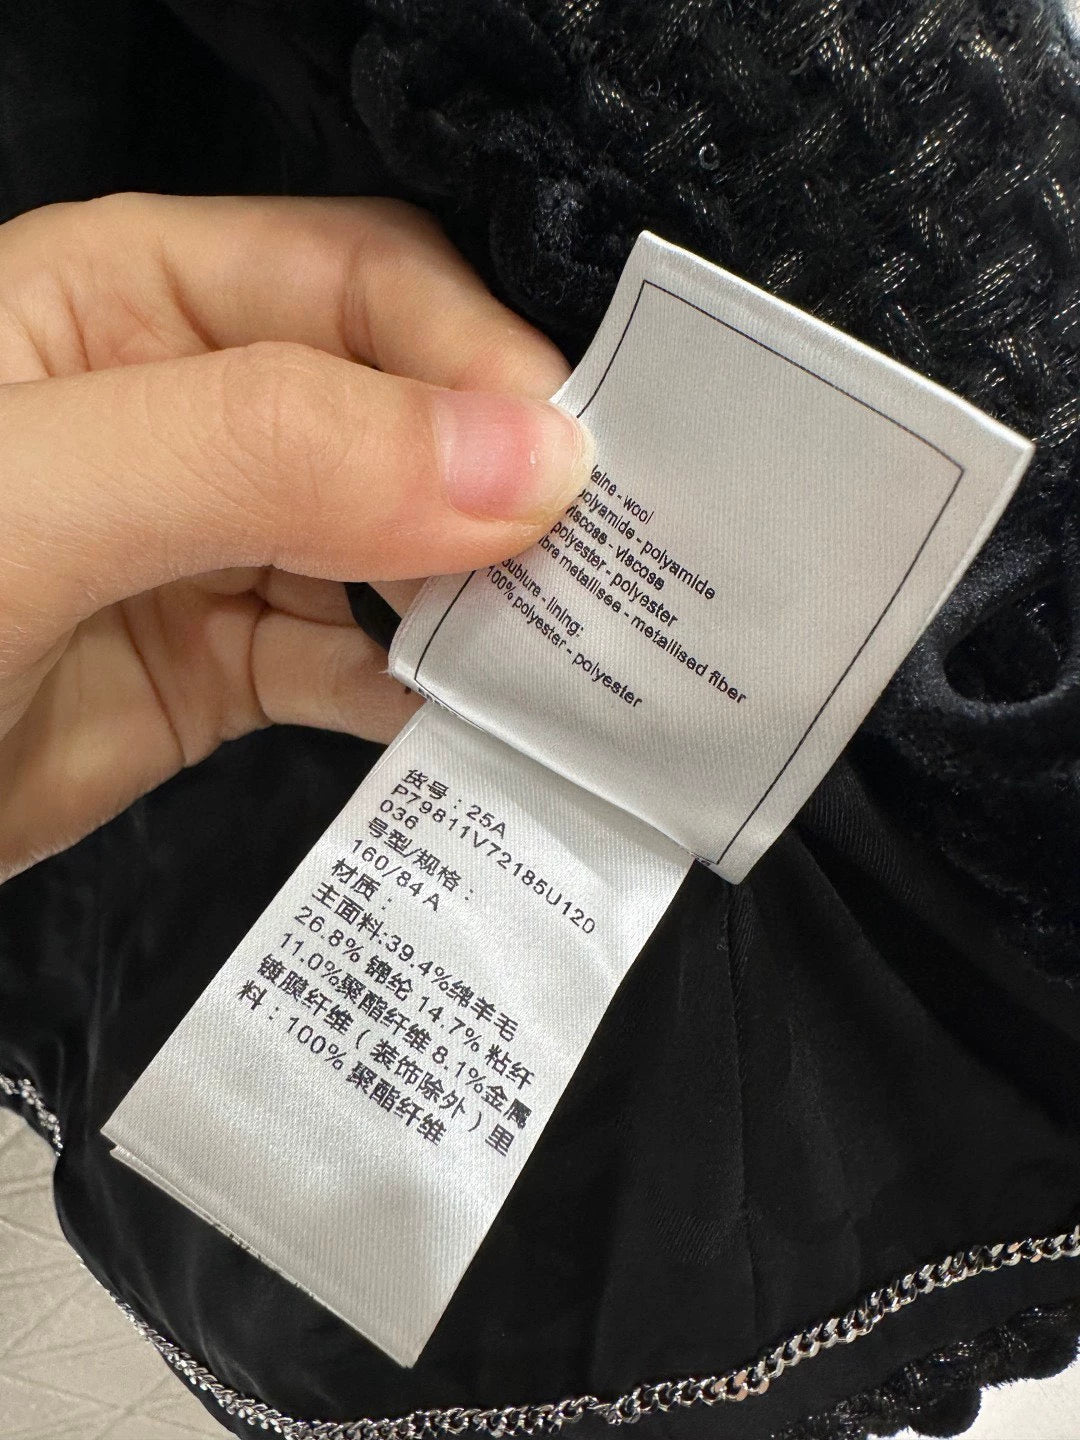 laine - wool
polyamide - polyamide
viscose - viscose
polyester - polyester
fibre metallisee - metallised fiber
doublure - lining:
100% polyester - polyester
货号：25A
P79811V72185U120
036
号型/规格：
160/84A
材质：
主面料:39.4%绵羊毛
26.8% 锦纶 14.7% 粘纤
11.0%聚酯纤维 8.1%金属
镀膜纤维（装饰除外）里
料：100% 聚酯纤维